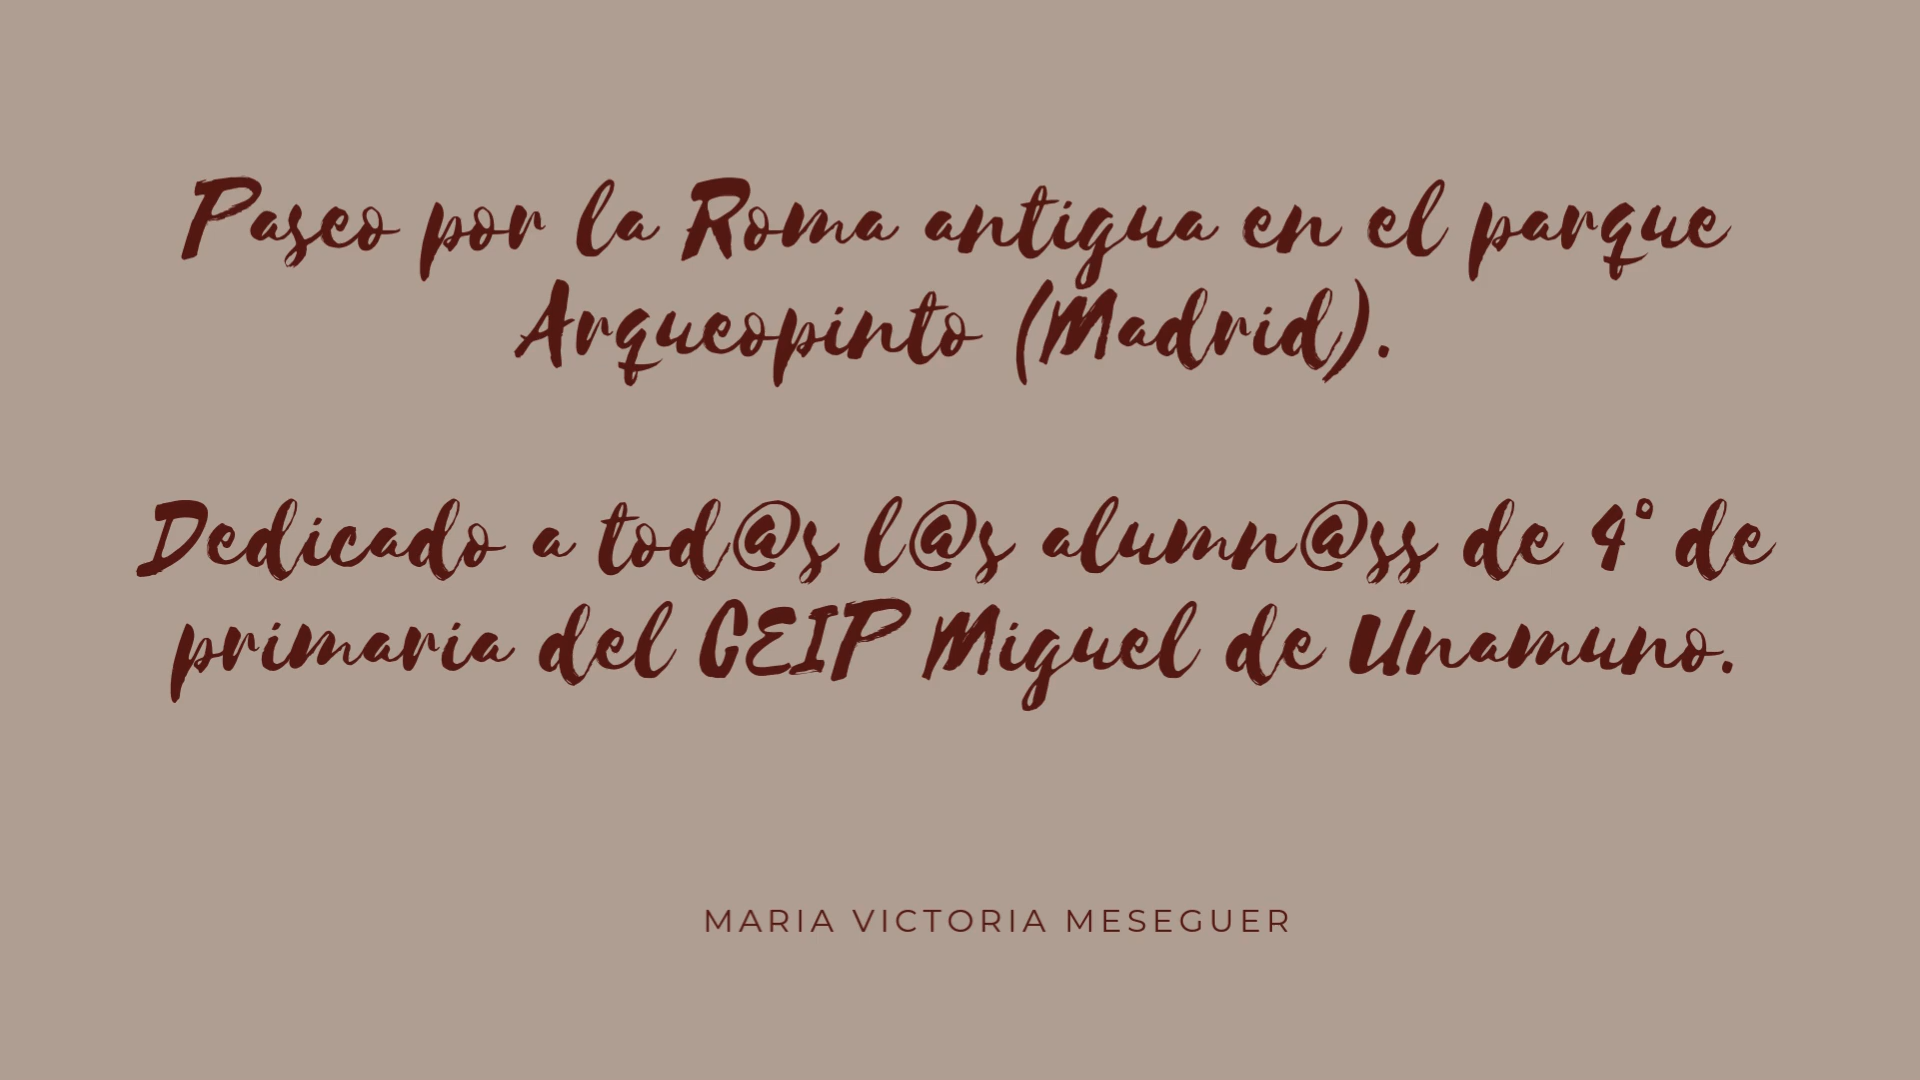 Paseo por la Roma antigua en el parque
Arqueopinto (Madrid).
Dedicado a tod@s l@s alumn@ss de 4° de
primaria del CEIP Miguel de Unamuno.
MARIA VICTORIA MESEGUER